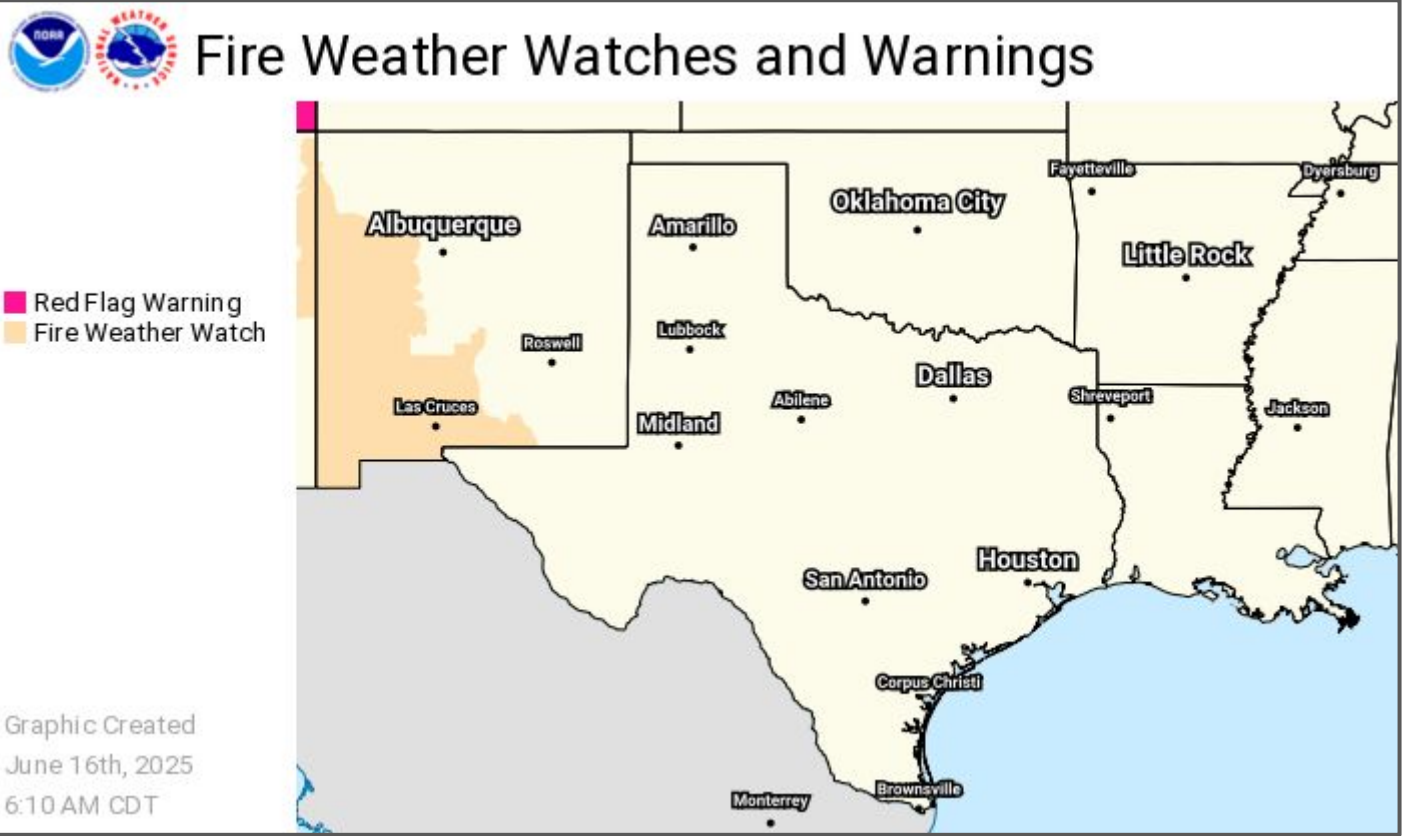 NOAA
NATIONAL WEATHER SERVICE
Fire Weather Watches and Warnings
Red Flag Warning
Fire Weather Watch
Fayetteville
Dyersburg
Oklahoma City
Albuquerque
Amarillo
Little Rock
Lubbock
Roswell
Dallas
Shreveport
Abilene
Las Cruces
Jackson
Midland
Houston
San Antonio
Corpus Christi
Brownsville
Monterrey
Graphic Created
June 16th, 2025
6:10 AM CDT